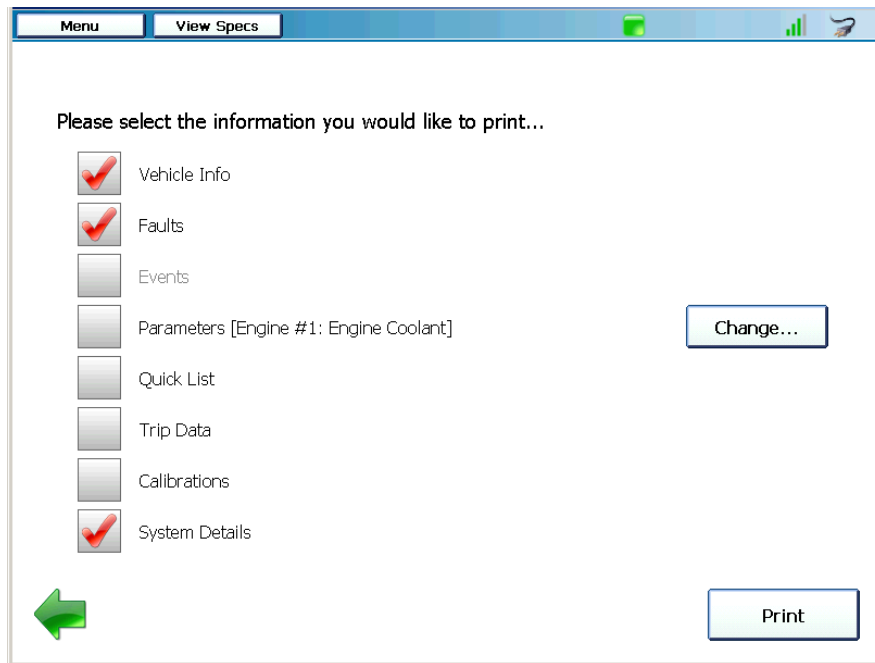 Menu
View Specs
Please select the information you would like to print...
Vehicle Info
Faults
Events
Parameters [Engine #1: Engine Coolant]
Change...
Quick List
Trip Data
Calibrations
System Details
Print